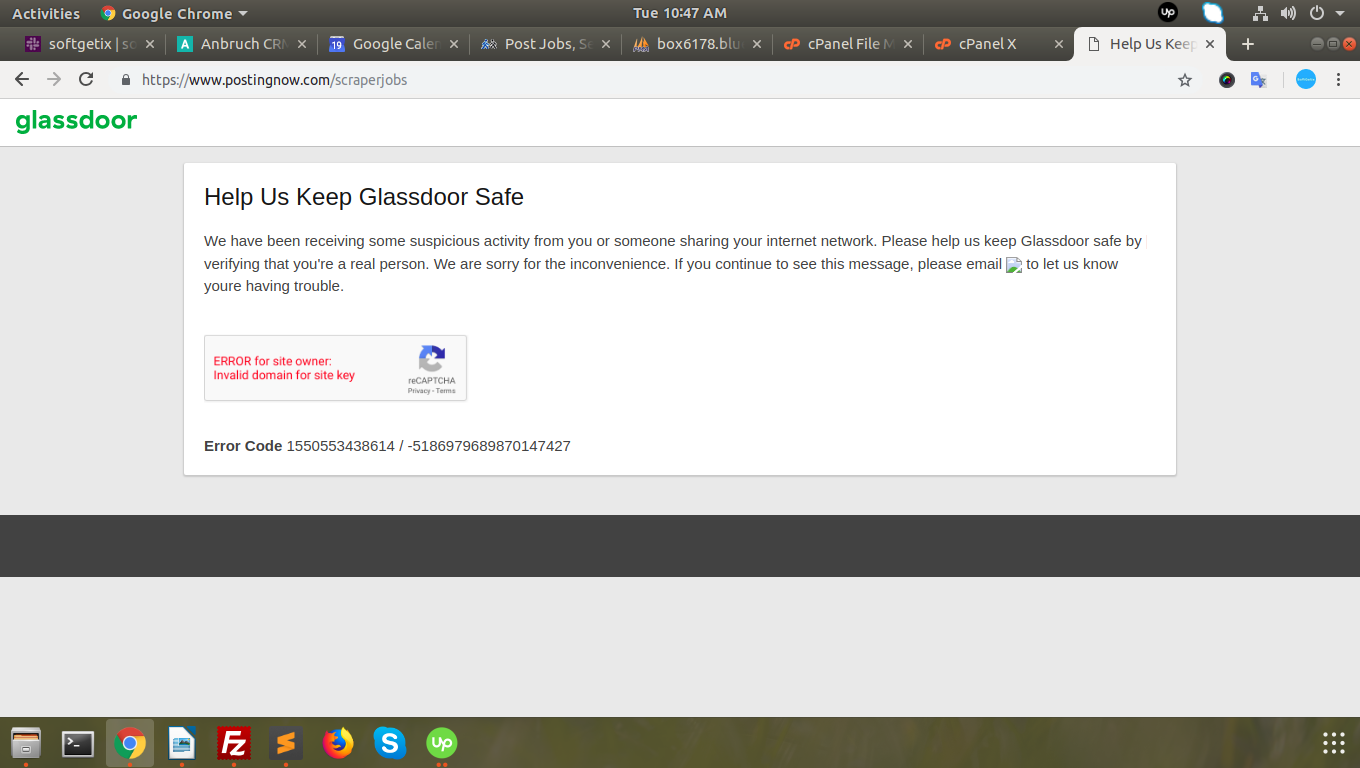 Activities Google Chrome Tue 10:47 AM up
softgetix | so Anbruch CRM 19 Google Calen Post Jobs, Se box6178.blu cPanel File M cPanel X Help Us Keep
https://www.postingnow.com/scraperjobs
glassdoor
Help Us Keep Glassdoor Safe
We have been receiving some suspicious activity from you or someone sharing your internet network. Please help us keep Glassdoor safe by
verifying that you're a real person. We are sorry for the inconvenience. If you continue to see this message, please email to let us know
youre having trouble.
ERROR for site owner:
Invalid domain for site key
reCAPTCHA
Privacy - Terms
Error Code 1550553438614 / -5186979689870147427